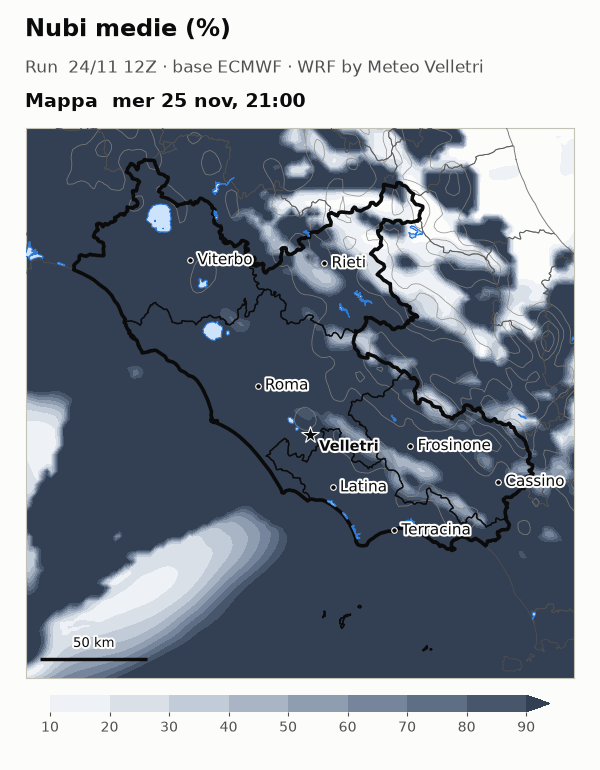 Nubi medie (%)
Run 24/11 12Z · base ECMWF · WRF by Meteo Velletri
Mappa mer 25 nov, 21:00
Viterbo
Rieti
Roma
Velletri
Frosinone
Latina
Cassino
Terracina
50 km
10 20 30 40 50 60 70 80 90